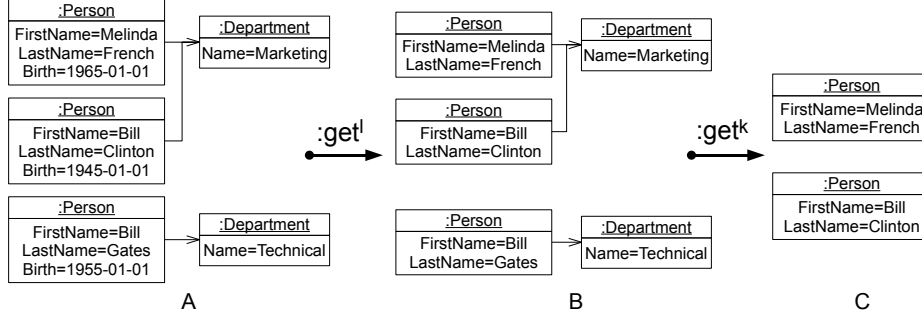 :Person
FirstName=Melinda
LastName=French
Birth=1965-01-01
:Department
Name=Marketing
:Person
FirstName=Bill
LastName=Clinton
Birth=1945-01-01
:Person
FirstName=Bill
LastName=Gates
Birth=1955-01-01
:Department
Name=Technical
A
:getl
:Person
FirstName=Melinda
LastName=French
:Department
Name=Marketing
:Person
FirstName=Bill
LastName=Clinton
:Person
FirstName=Bill
LastName=Gates
:Department
Name=Technical
B
:getk
:Person
FirstName=Melinda
LastName=French
:Person
FirstName=Bill
LastName=Clinton
C